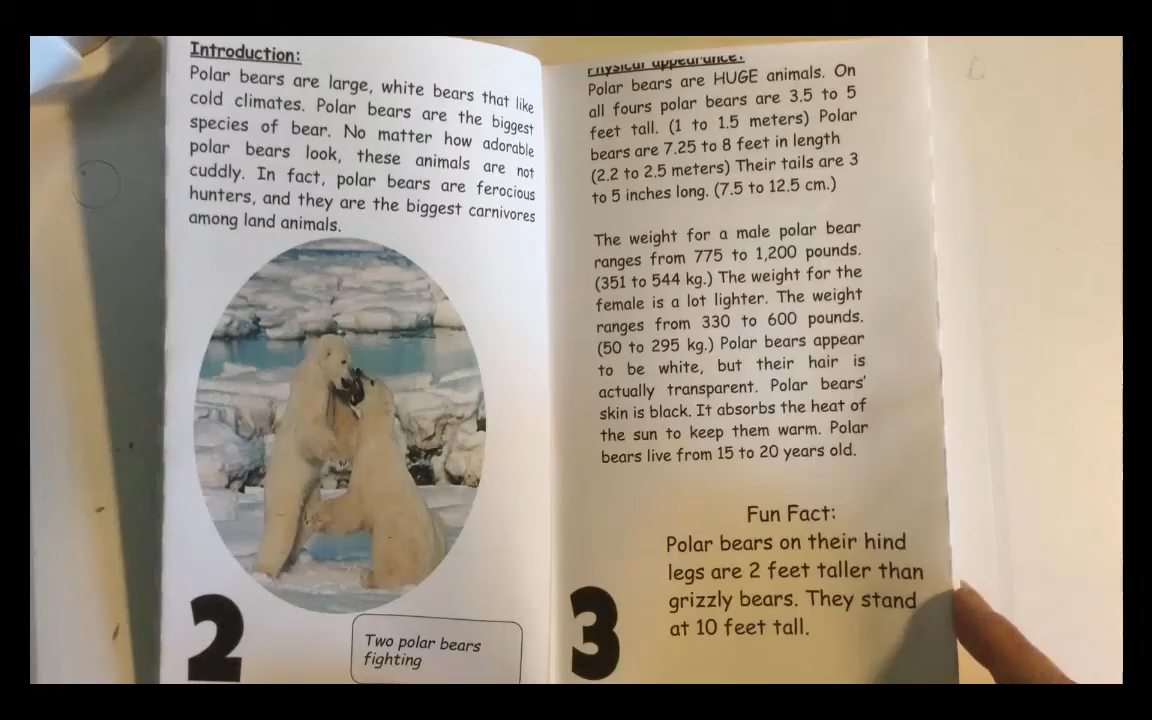 Introduction:
Polar bears are large, white bears that like
cold climates. Polar bears are the biggest
species of bear. No matter how adorable
polar bears look, these animals are not
cuddly. In fact, polar bears are ferocious
hunters, and they are the biggest carnivores
among land animals.
2
Two polar bears
fighting
Physical appearance:
Polar bears are HUGE animals. On
all fours polar bears are 3.5 to 5
feet tall. (1 to 1.5 meters) Polar
bears are 7.25 to 8 feet in length
(2.2 to 2.5 meters) Their tails are 3
to 5 inches long. (7.5 to 12.5 cm.)
The weight for a male polar bear
ranges from 775 to 1,200 pounds.
(351 to 544 kg.) The weight for the
female is a lot lighter. The weight
ranges from 330 to 600 pounds.
(50 to 295 kg.) Polar bears appear
to be white, but their hair is
actually transparent. Polar bears'
skin is black. It absorbs the heat of
the sun to keep them warm. Polar
bears live from 15 to 20 years old.
Fun Fact:
Polar bears on their hind
legs are 2 feet taller than
grizzly bears. They stand
at 10 feet tall.
3